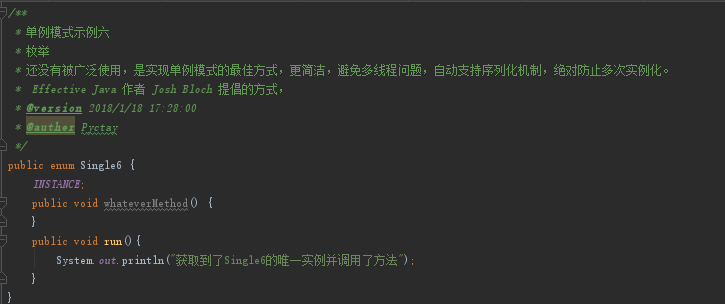 /**
 * 单例模式示例六
 * 枚举
 * 还没有被广泛使用，是实现单例模式的最佳方式，更简洁，避免多线程问题，自动支持序列化机制，绝对防止多次实例化。
 *  Effective Java 作者 Josh Bloch 提倡的方式，
 * @version 2018/1/18 17:28:00
 * @auther Pyctay
 */
public enum Single6 {
    INSTANCE;
    public void whateverMethod() {
    }
    public void run(){
        System.out.println("获取到了Single6的唯一实例并调用了方法");
    }
}